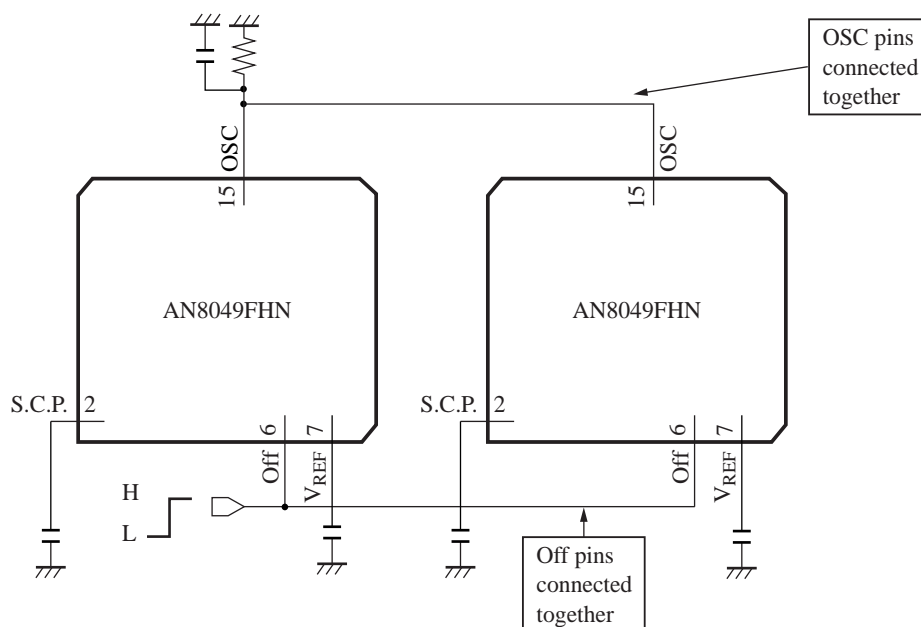 OSC pins
connected
together
OSC
OSC
15
15
AN8049FHN
AN8049FHN
S.C.P. 2
S.C.P. 2
6
7
6
7
Off
VREF
Off
VREF
H
L
Off pins
connected
together